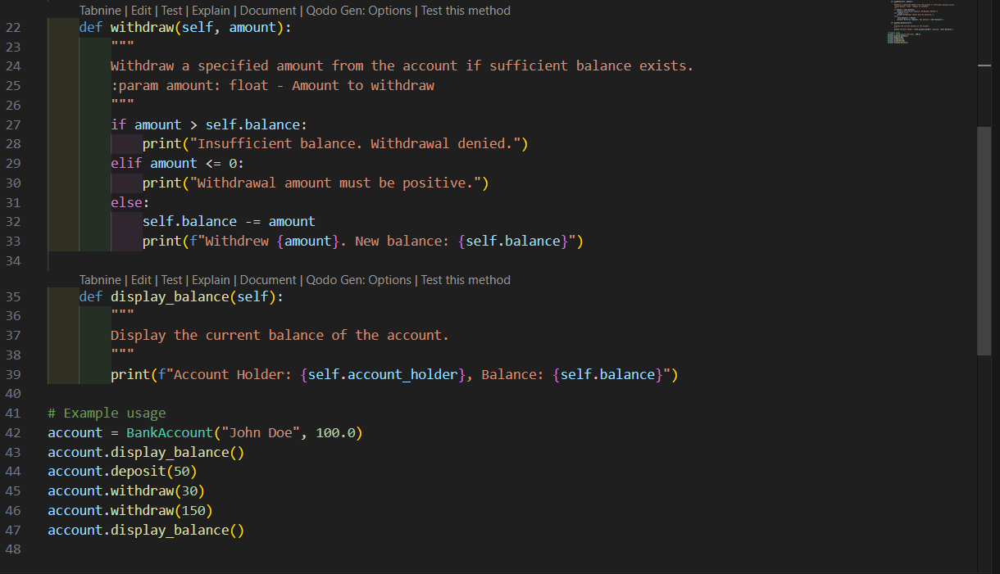 Tabnine | Edit | Test | Explain | Document | Qodo Gen: Options | Test this method
22 def withdraw(self, amount):
23 """
24 Withdraw a specified amount from the account if sufficient balance exists.
25 :param amount: float - Amount to withdraw
26 """
27 if amount > self.balance:
28 print("Insufficient balance. Withdrawal denied.")
29 elif amount <= 0:
30 print("Withdrawal amount must be positive.")
31 else:
32 self.balance -= amount
33 print(f"Withdrew {amount}. New balance: {self.balance}")
34
Tabnine | Edit | Test | Explain | Document | Qodo Gen: Options | Test this method
35 def display_balance(self):
36 """
37 Display the current balance of the account.
38 """
39 print(f"Account Holder: {self.account_holder}, Balance: {self.balance}")
40
41 # Example usage
42 account = BankAccount("John Doe", 100.0)
43 account.display_balance()
44 account.deposit(50)
45 account.withdraw(30)
46 account.withdraw(150)
47 account.display_balance()
48